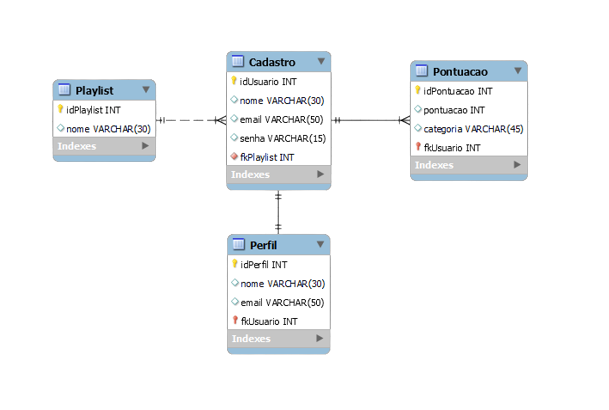 Playlist
idPlaylist INT
nome VARCHAR(30)
Indexes
Cadastro
idUsuario INT
nome VARCHAR(30)
email VARCHAR(50)
senha VARCHAR(15)
fkPlaylist INT
Indexes
Pontuacao
idPontuacao INT
pontuacao INT
categoria VARCHAR(45)
fkUsuario INT
Indexes
Perfil
idPerfil INT
nome VARCHAR(30)
email VARCHAR(50)
fkUsuario INT
Indexes